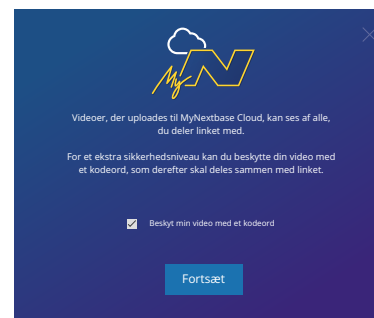 My N
Videoer, der uploades til MyNextbase Cloud, kan ses af alle,
du deler linket med.
For et ekstra sikkerhedsniveau kan du beskytte din video med
et kodeord, som derefter skal deles sammen med linket.
Beskyt min video med et kodeord
Fortsæt